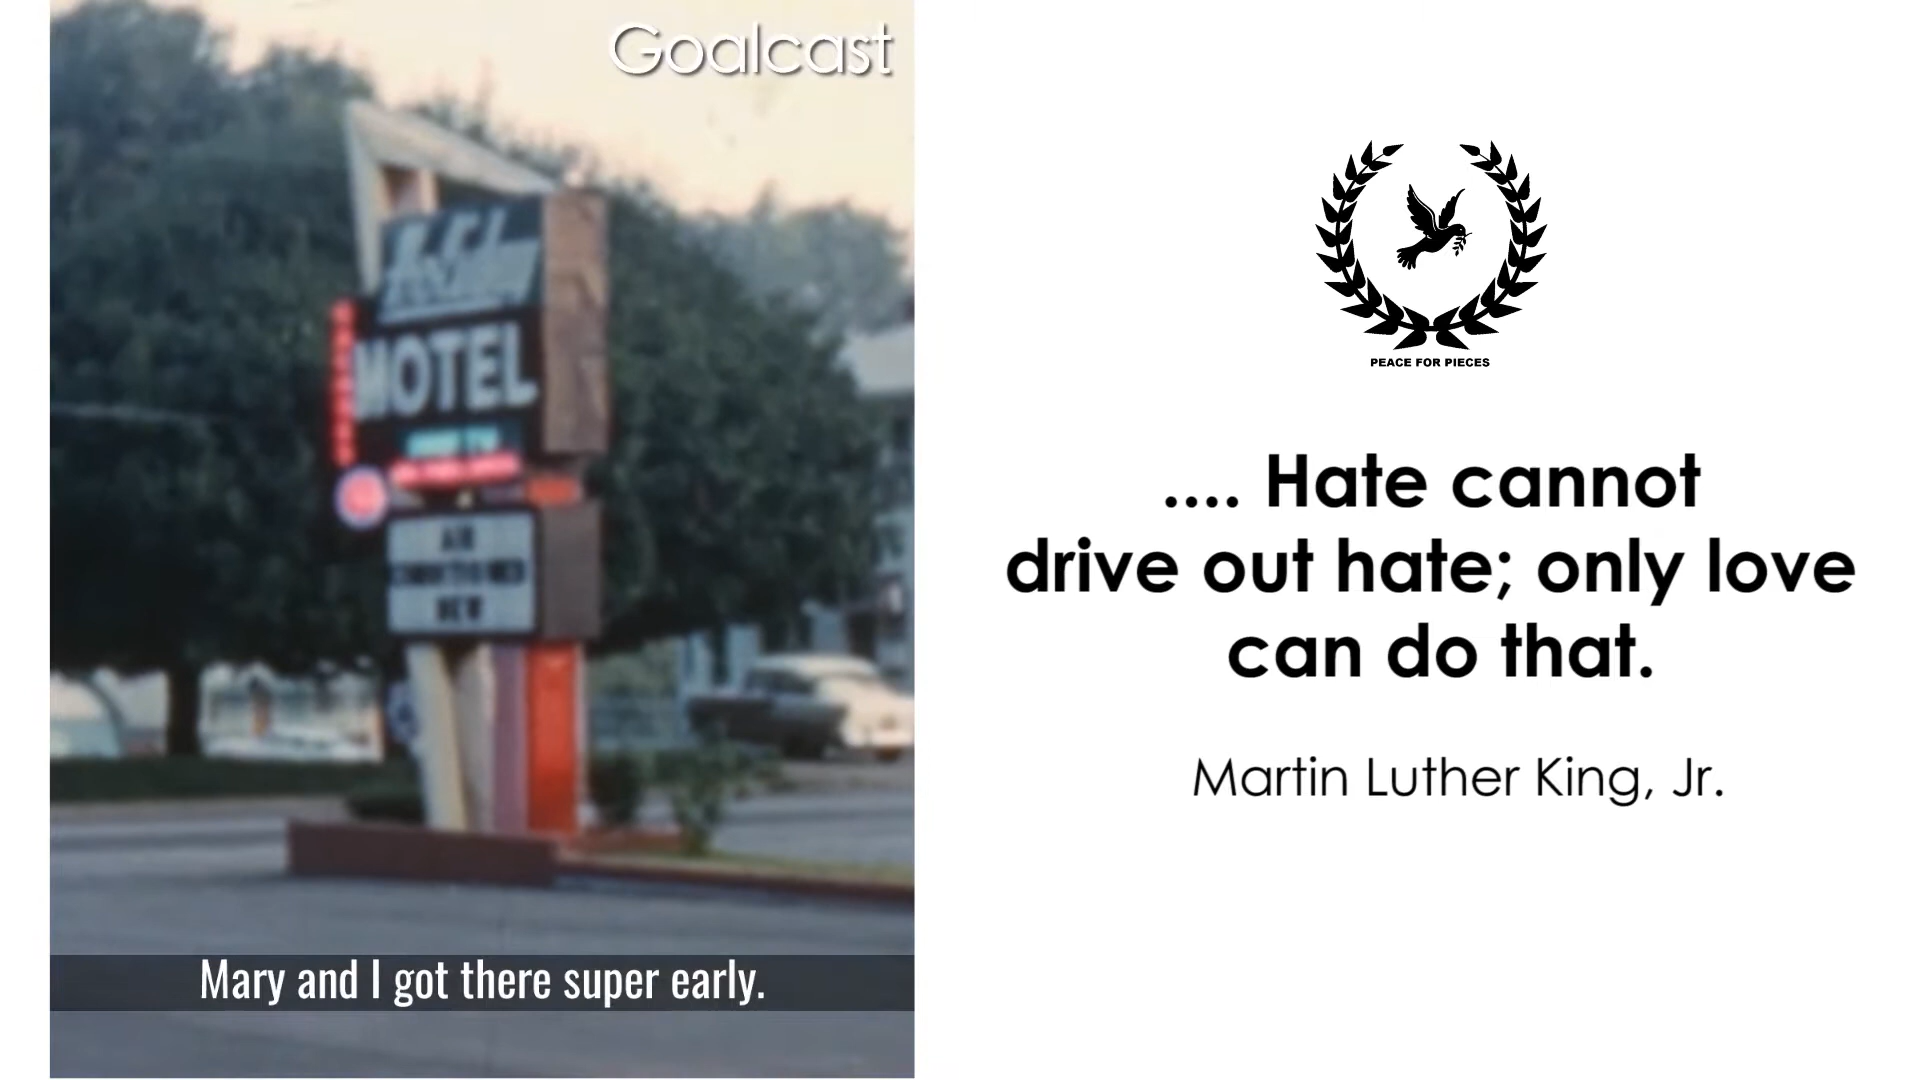 Goalcast
MOTEL
AIR
CONDITIONED
NEW
Mary and I got there super early.
PEACE FOR PIECES
.... Hate cannot
drive out hate; only love
can do that.
Martin Luther King, Jr.